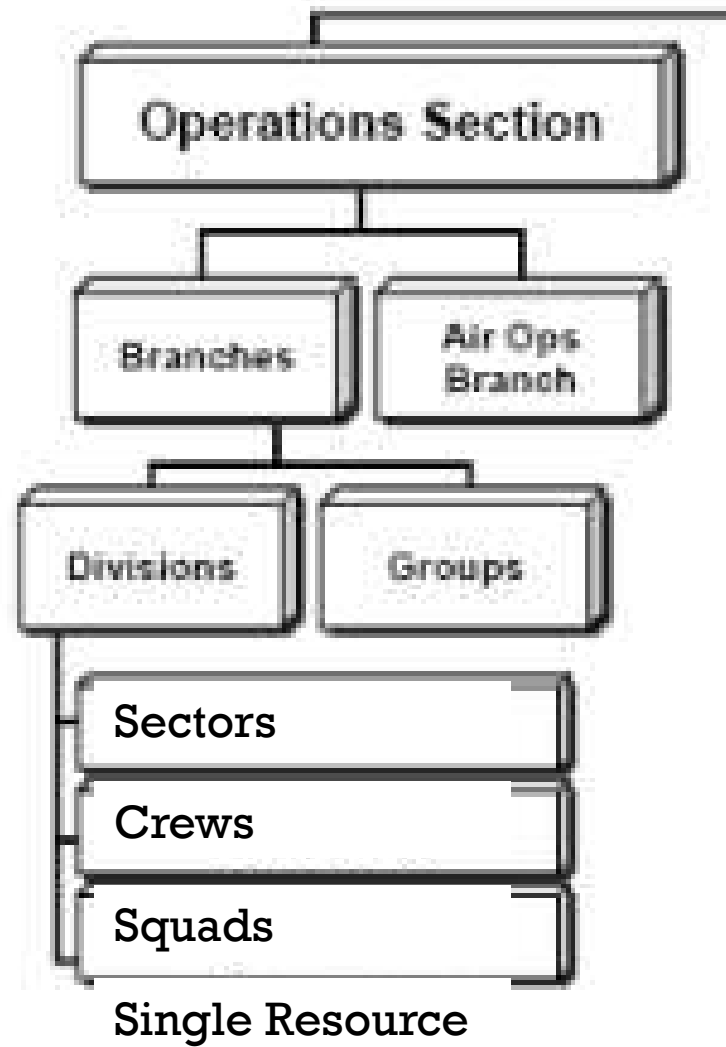 Operations Section
Branches
Air Ops
Branch
Divisions
Groups
Sectors
Crews
Squads
Single Resource